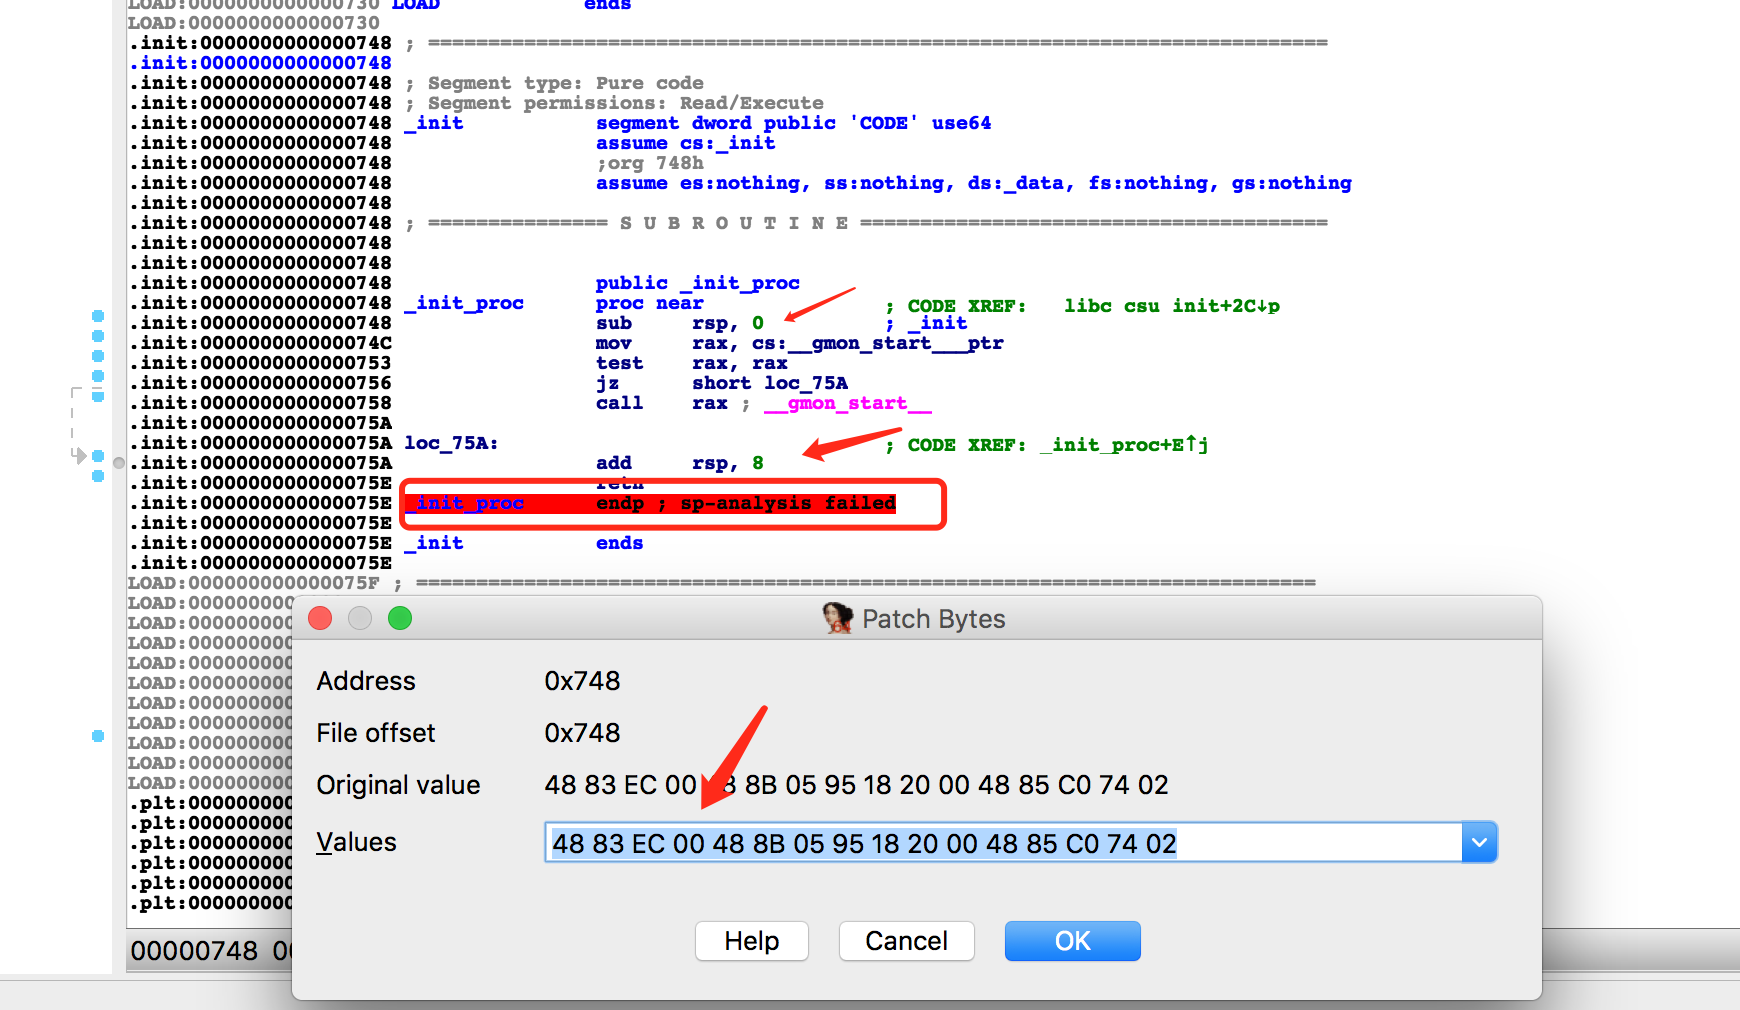 LOAD:0000000000000730 LOAD ends
LOAD:0000000000000730
.init:0000000000000748 ; ===========================================================================
.init:0000000000000748
.init:0000000000000748 ; Segment type: Pure code
.init:0000000000000748 ; Segment permissions: Read/Execute
.init:0000000000000748 _init segment dword public 'CODE' use64
.init:0000000000000748 assume cs:_init
.init:0000000000000748 ;org 748h
.init:0000000000000748 assume es:nothing, ss:nothing, ds:_data, fs:nothing, gs:nothing
.init:0000000000000748
.init:0000000000000748 ; =============== S U B R O U T I N E =======================================
.init:0000000000000748
.init:0000000000000748
.init:0000000000000748 public _init_proc
.init:0000000000000748 _init_proc proc near ; CODE XREF: libc csu init+2C↓p
.init:0000000000000748 sub rsp, 0 ; _init
.init:000000000000074C mov rax, cs:__gmon_start___ptr
.init:0000000000000753 test rax, rax
.init:0000000000000756 jz short loc_75A
.init:0000000000000758 call rax ; __gmon_start__
.init:000000000000075A
.init:000000000000075A loc_75A: ; CODE XREF: _init_proc+E↑j
.init:000000000000075A add rsp, 8
.init:000000000000075E retn
.init:000000000000075E _init_proc endp ; sp-analysis failed
.init:000000000000075E
.init:000000000000075E _init ends
.init:000000000000075E
LOAD:000000000000075F ; ===========================================================================
LOAD:000000000
LOAD:000000000
LOAD:000000000
LOAD:000000000
LOAD:000000000
LOAD:000000000
LOAD:000000000
LOAD:000000000
LOAD:000000000
LOAD:000000000
.plt:000000000
.plt:000000000
.plt:000000000
.plt:000000000
.plt:000000000
.plt:000000000
00000748
Patch Bytes
Address 0x748
File offset 0x748
Original value 48 83 EC 00 8B 05 95 18 20 00 48 85 C0 74 02
Values 48 83 EC 00 48 8B 05 95 18 20 00 48 85 C0 74 02
Help Cancel OK